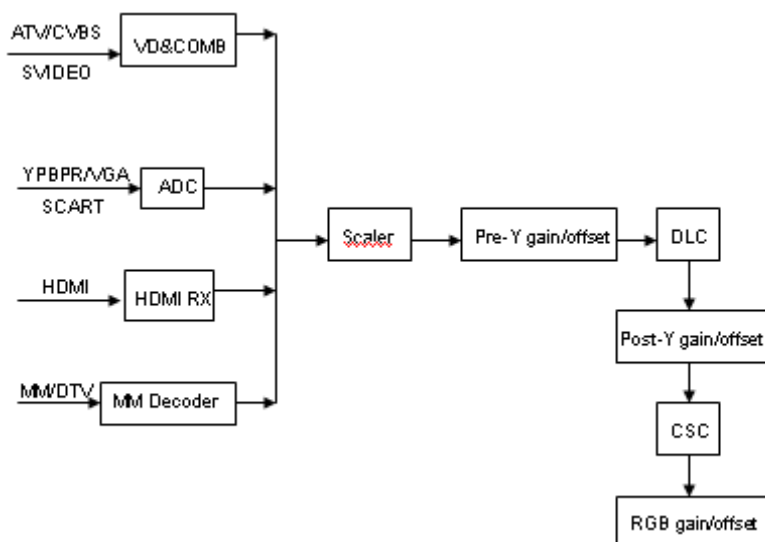 ATV/CVBS
SVIDEO
VD&COMB
YPBPR/VGA
SCART
ADC
HDMI
HDMI RX
MM/DTV
MM Decoder
Scaler
Pre-Y gain/offset
DLC
Post-Y gain/offset
CSC
RGB gain/offset